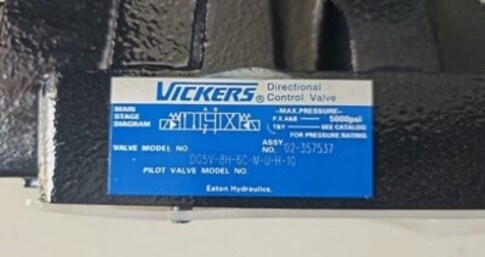 VICKERS® Directional Control Valve
MAIN STAGE DIAGRAM
A B
-MAX. PRESSURE-
P.X A&B 5000psi
T&Y SEE CATALOG FOR PRESSURE RATING
VALVE MODEL NO. DG5V-8H-6C-M-U-H-10
ASSY NO. 02-357537
PILOT VALVE MODEL NO.
Eaton Hydraulics.